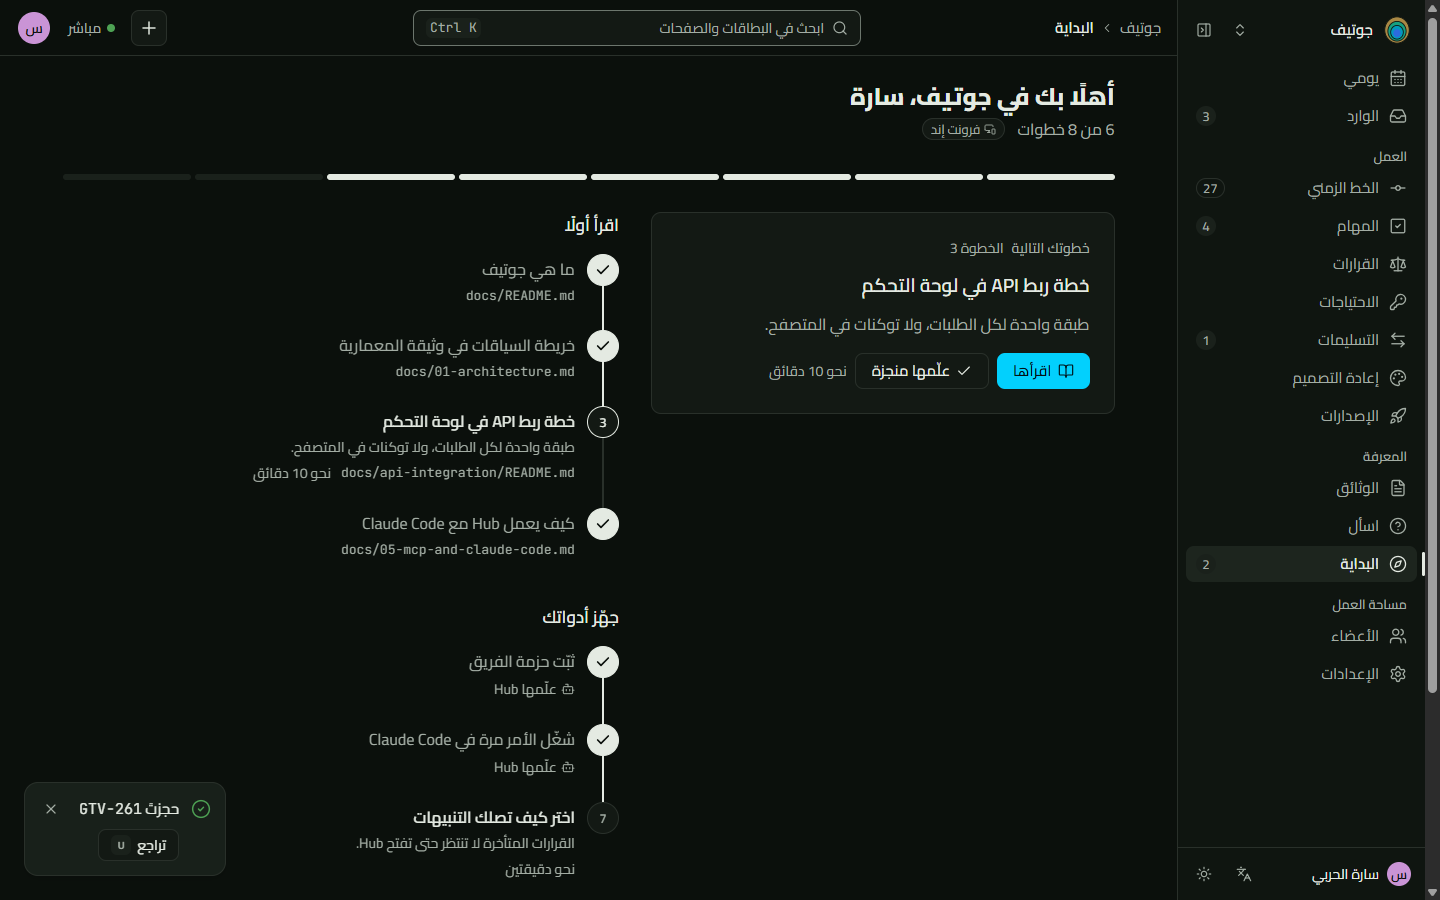 جوتيف
يومي
الوارد 3
العمل
الخط الزمني 27
المهام 4
القرارات
الاحتياجات
التسليمات 1
إعادة التصميم
الإصدارات
المعرفة
الوثائق
اسأل
البداية 2
مساحة العمل
الأعضاء
الإعدادات
سارة الحربي
س
جوتيف
البداية
ابحث في البطاقات والصفحات
Ctrl K
مباشر
س
أهلًا بك في جوتيف، سارة
6 من 8 خطوات
فرونت إند
خطوتك التالية الخطوة 3
خطة ربط API في لوحة التحكم
طبقة واحدة لكل الطلبات، ولا توكنات في المتصفح.
اقرأها
علّمها منجزة
نحو 10 دقائق
اقرأ أولًا
ما هي جوتيف
docs/README.md
خريطة السياقات في وثيقة المعمارية
docs/01-architecture.md
3
خطة ربط API في لوحة التحكم
طبقة واحدة لكل الطلبات، ولا توكنات في المتصفح.
docs/api-integration/README.md نحو 10 دقائق
كيف يعمل Hub مع Claude Code
docs/05-mcp-and-claude-code.md
جهّز أدواتك
ثبّت حزمة الفريق
علّمها Hub
شغّل الأمر مرة في Claude Code
علّمها Hub
7
اختر كيف تصلك التنبيهات
القرارات المتأخرة لا تنتظر حتى تفتح Hub.
نحو دقيقتين
حجزتَ GTV-261
تراجع U